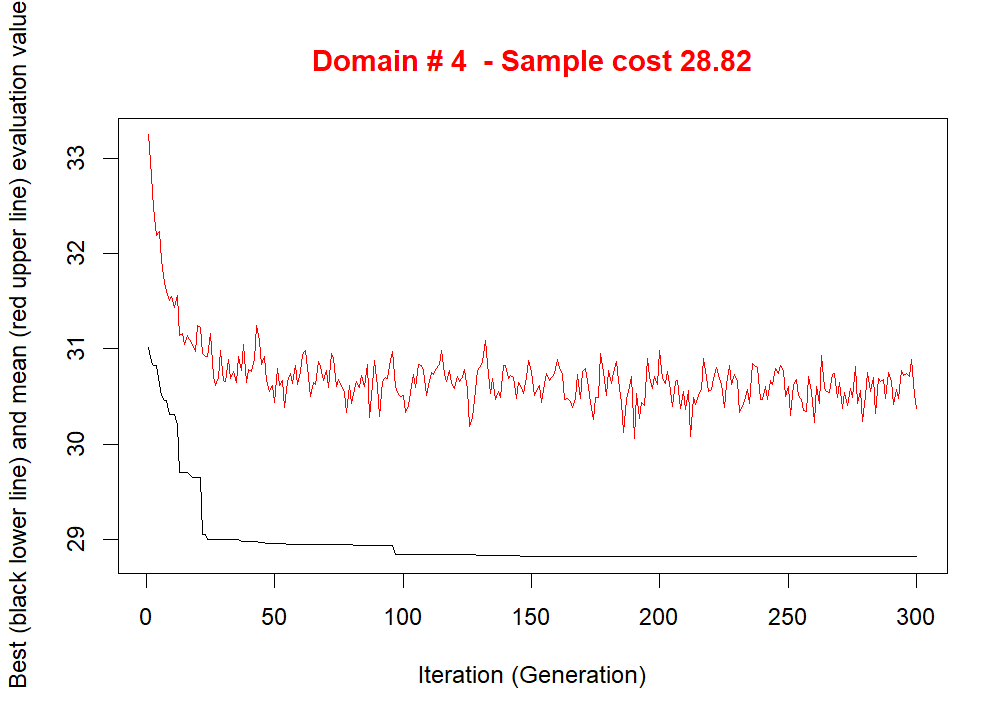 Domain # 4  - Sample cost 28.82
Best (black lower line) and mean (red upper line) evaluation value
33
32
31
30
29
0 50 100 150 200 250 300
Iteration (Generation)